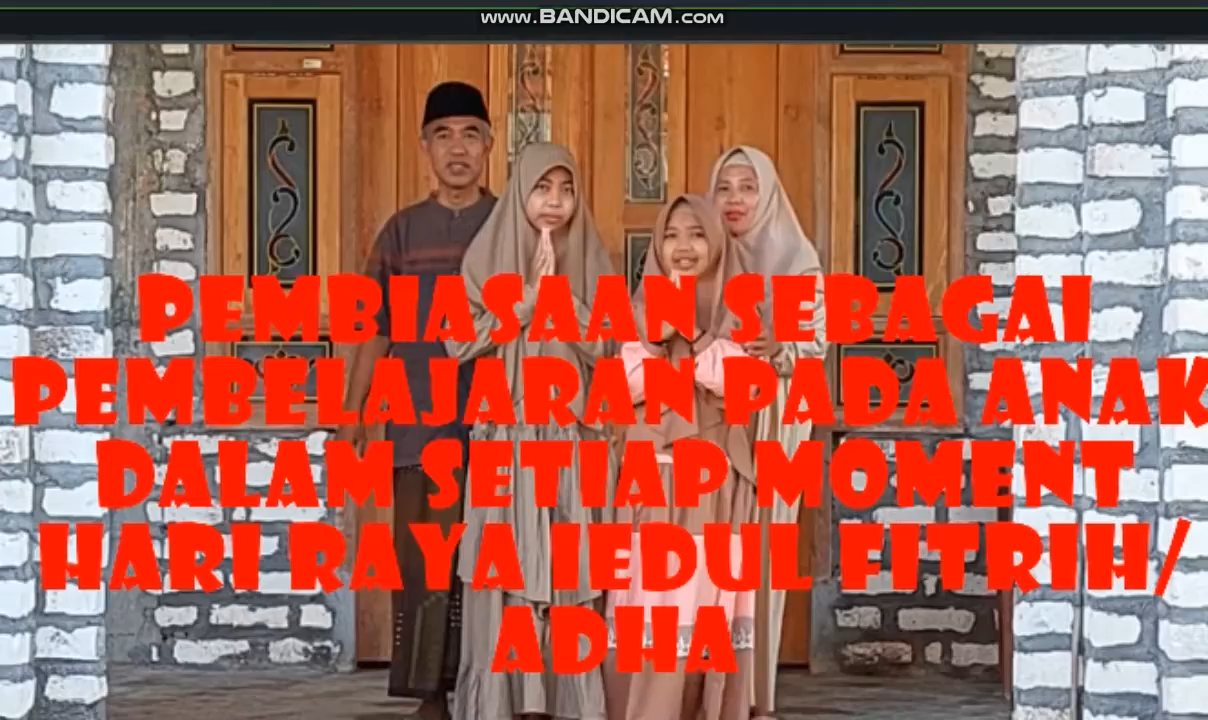 www.BANDICAM.com
PEMBIASAAN SEBAGAI
PEMBELAJARAN PADA ANAK
DALAM SETIAP MOMENT
HARI RAYA IEDUL FITRIH/
ADHA